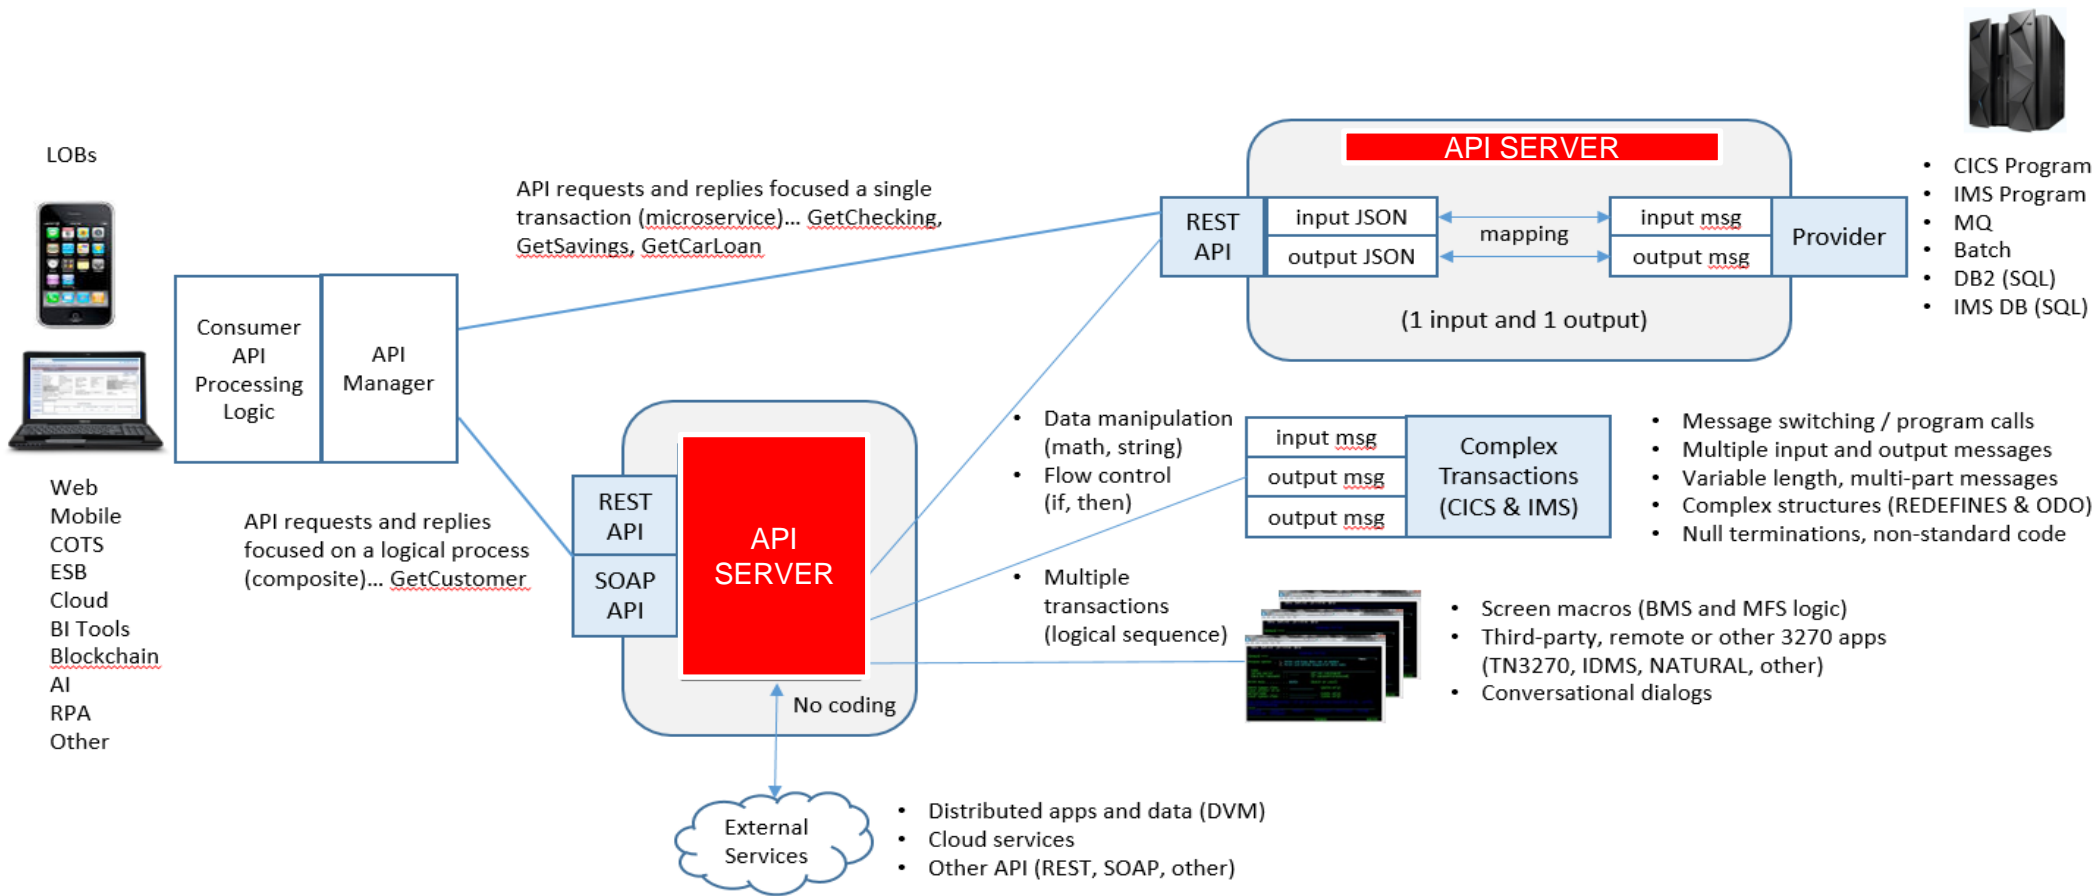 LOBs
Web
Mobile
COTS
ESB
Cloud
BI Tools
Blockchain
AI
RPA
Other
Consumer
API
Processing
Logic
API
Manager
API requests and replies focused a single
transaction (microservice)... GetChecking,
GetSavings, GetCarLoan
API requests and replies
focused on a logical process
(composite)... GetCustomer
REST
API
SOAP
API
API
SERVER
No coding
External
Services
• Distributed apps and data (DVM)
• Cloud services
• Other API (REST, SOAP, other)
• Data manipulation
(math, string)
• Flow control
(if, then)
• Multiple
transactions
(logical sequence)
API SERVER
REST
API
input JSON
output JSON
mapping
input msg
output msg
Provider
(1 input and 1 output)
• CICS Program
• IMS Program
• MQ
• Batch
• DB2 (SQL)
• IMS DB (SQL)
input msg
output msg
output msg
Complex
Transactions
(CICS & IMS)
• Message switching / program calls
• Multiple input and output messages
• Variable length, multi-part messages
• Complex structures (REDEFINES & ODO)
• Null terminations, non-standard code
• Screen macros (BMS and MFS logic)
• Third-party, remote or other 3270 apps
(TN3270, IDMS, NATURAL, other)
• Conversational dialogs